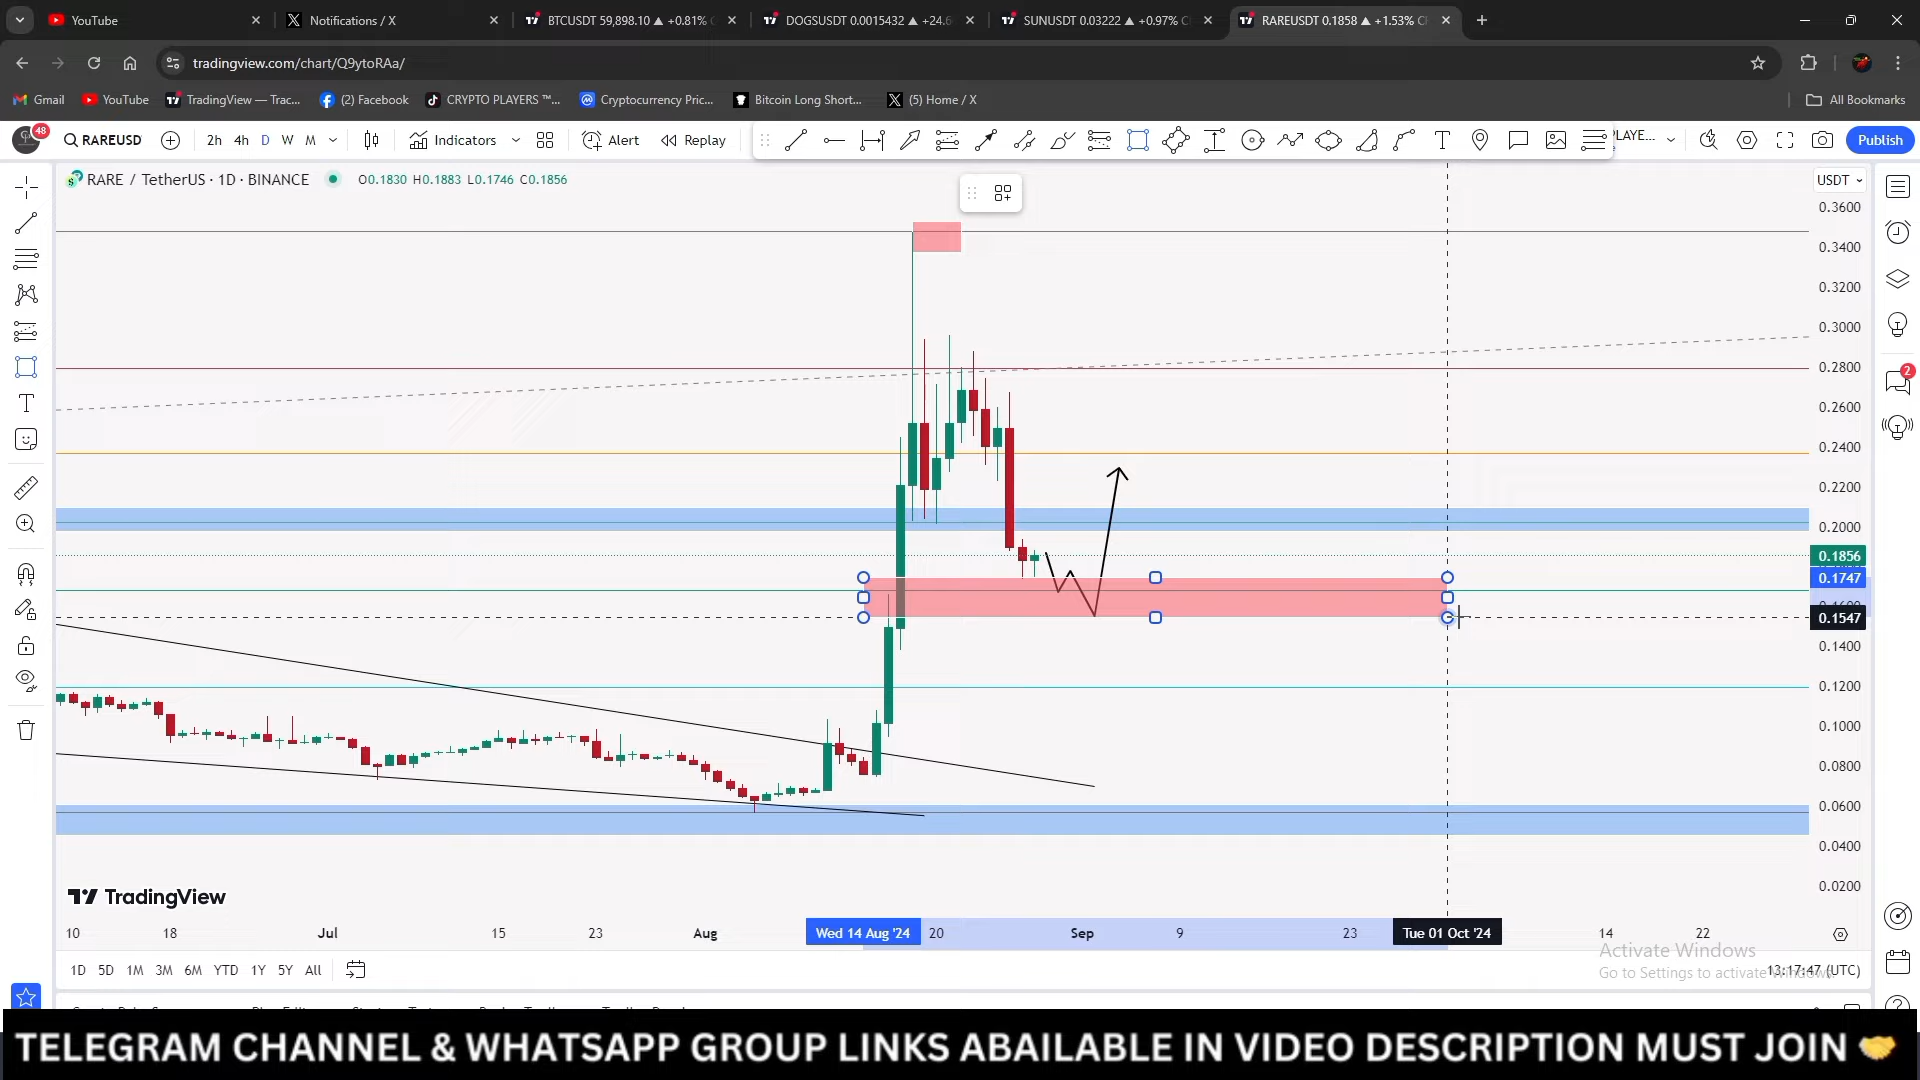 YouTube
Notifications / X
BTCUSDT 59,898.10 ▲ +0.81%
DOGSUSDT 0.0015432 ▲ +24.6
SUNUSDT 0.03222 ▲ +0.97% C
RAREUSDT 0.1858 ▲ +1.53% C
tradingview.com/chart/Q9ytoRAa/
Gmail
YouTube
TradingView — Trac...
(2) Facebook
CRYPTO PLAYERS ™...
Cryptocurrency Pric...
Bitcoin Long Short...
(5) Home / X
All Bookmarks
48
RAREUSD
2h
4h
D
W
M
Indicators
Alert
Replay
PLAYE...
Publish
RARE / TetherUS · 1D · BINANCE
O0.1830 H0.1883 L0.1746 C0.1856
USDT
0.3600
0.3400
0.3200
0.3000
0.2800
0.2600
0.2400
0.2200
0.2000
0.1856
0.1747
0.1547
0.1400
0.1200
0.1000
0.0800
0.0600
0.0400
0.0200
2
TradingView
10
18
Jul
15
23
Aug
Wed 14 Aug '24
20
Sep
9
23
Tue 01 Oct '24
14
22
1D
5D
1M
3M
6M
YTD
1Y
5Y
All
Activate Windows
Go to Settings to activate Windows.
13:17:47 (UTC)
TELEGRAM CHANNEL & WHATSAPP GROUP LINKS ABAILABLE IN VIDEO DESCRIPTION MUST JOIN 🤝